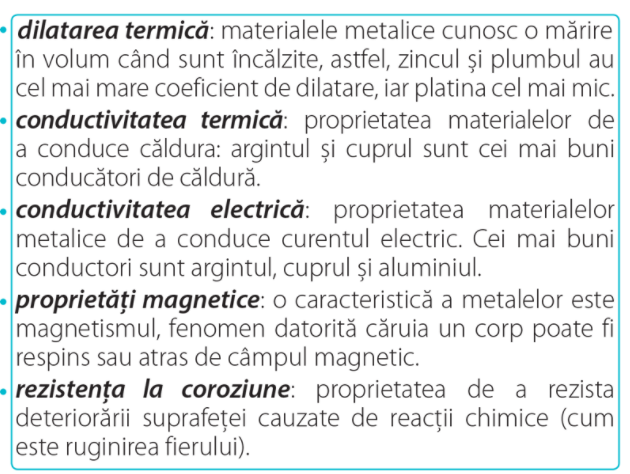 • dilatarea termică: materialele metalice cunosc o mărire
în volum când sunt încălzite, astfel, zincul și plumbul au
cel mai mare coeficient de dilatare, iar platina cel mai mic.
• conductivitatea termică: proprietatea materialelor de
a conduce căldura: argintul și cuprul sunt cei mai buni
conducători de căldură.
• conductivitatea electrică: proprietatea materialelor
metalice de a conduce curentul electric. Cei mai buni
conductori sunt argintul, cuprul și aluminiul.
• proprietăți magnetice: o caracteristică a metalelor este
magnetismul, fenomen datorită căruia un corp poate fi
respins sau atras de câmpul magnetic.
• rezistența la coroziune: proprietatea de a rezista
deteriorării suprafeței cauzate de reacții chimice (cum
este ruginirea fierului).